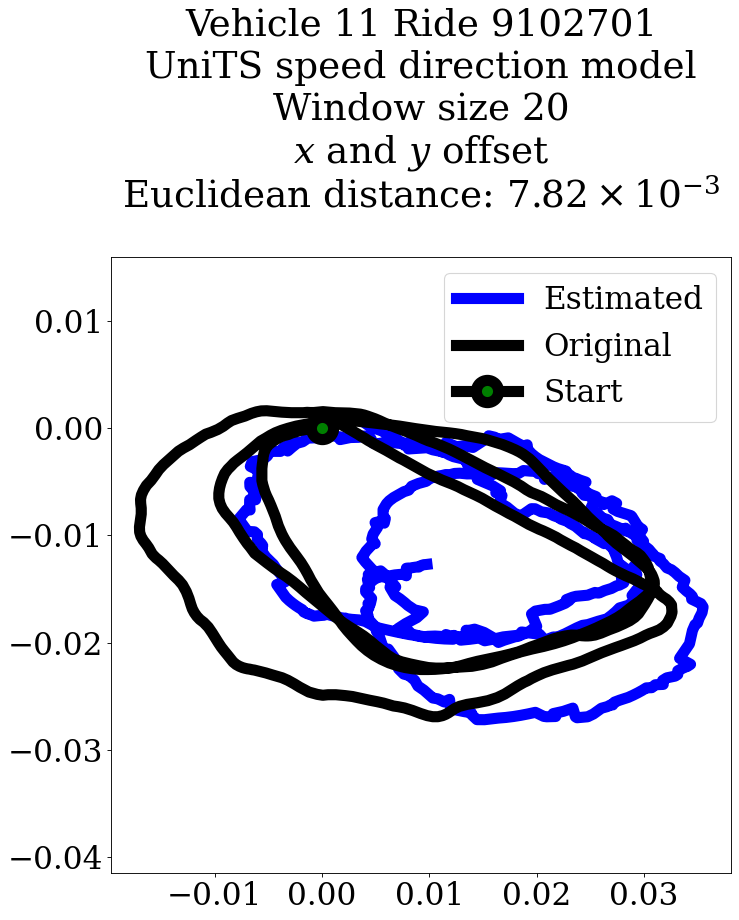 Vehicle 11 Ride 9102701
UniTS speed direction model
Window size 20
x and y offset
Euclidean distance: 7.82 × 10⁻³
Estimated
Original
Start
0.01
0.00
−0.01
−0.02
−0.03
−0.04
−0.01 0.00 0.01 0.02 0.03